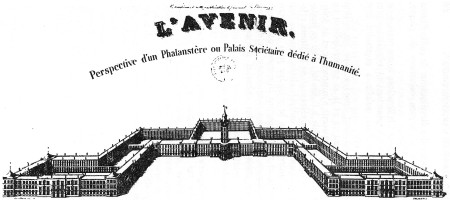 L'AVENIR.
Perspective d'un Phalanstère ou Palais Sociétaire dédié à l'humanité.